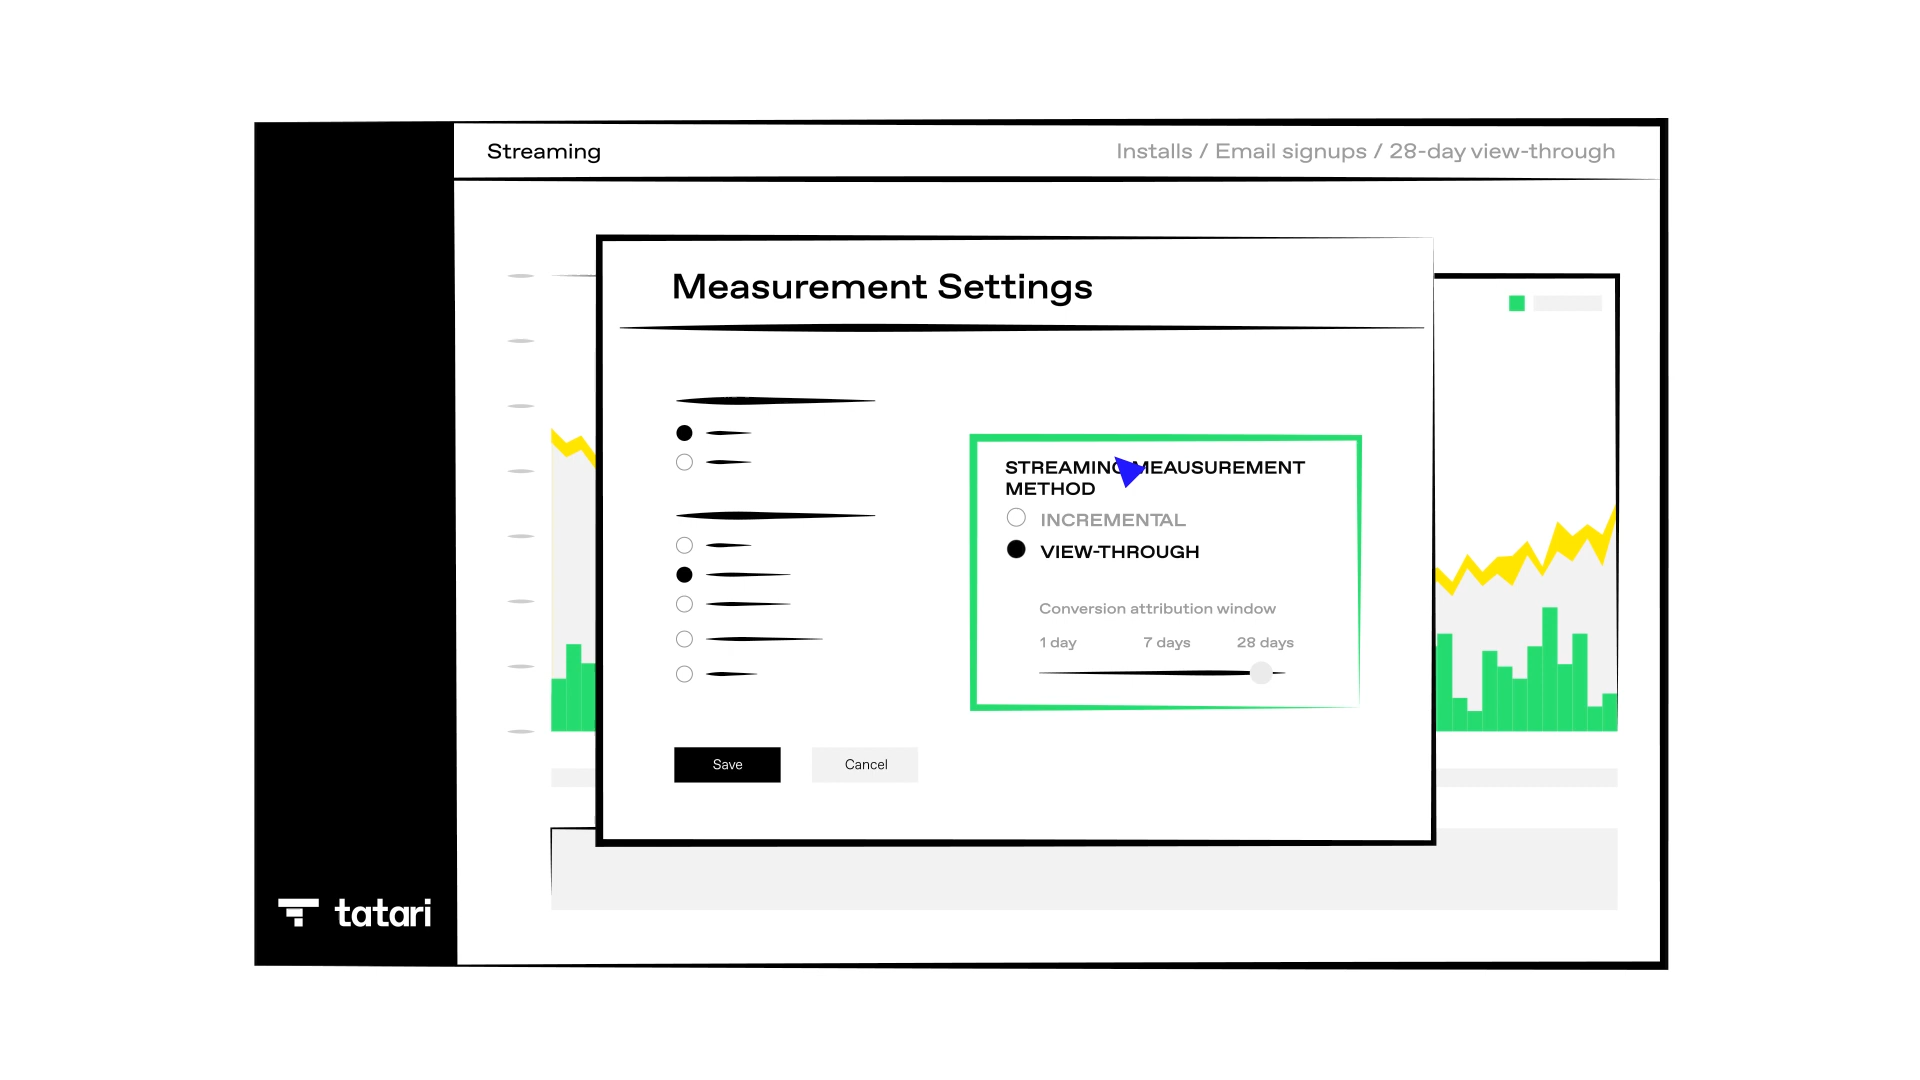 Streaming
Installs / Email signups / 28-day view-through
Measurement Settings
STREAMING MEAUSUREMENT
METHOD
INCREMENTAL
VIEW-THROUGH
Conversion attribution window
1 day 7 days 28 days
Save Cancel
tatari